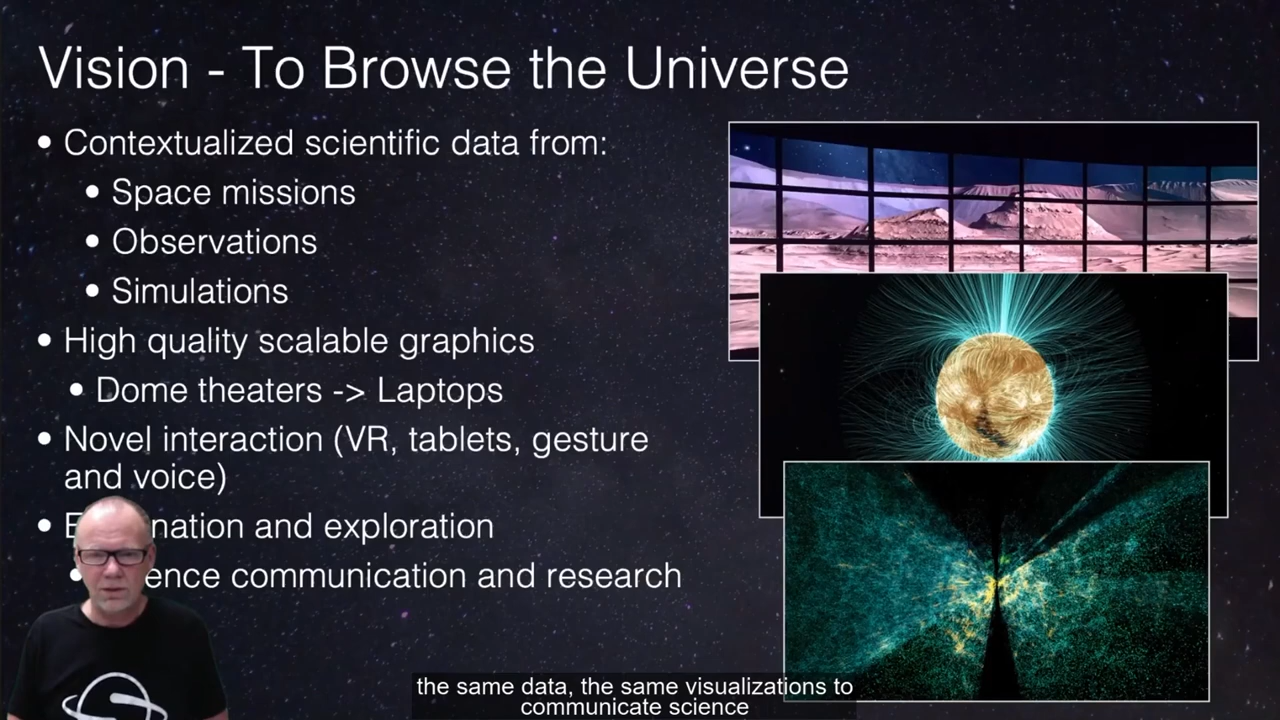 Vision - To Browse the Universe
• Contextualized scientific data from:
• Space missions
• Observations
• Simulations
• High quality scalable graphics
• Dome theaters -> Laptops
• Novel interaction (VR, tablets, gesture
and voice)
• and exploration
• communication and research
the same data, the same visualizations to
communicate science